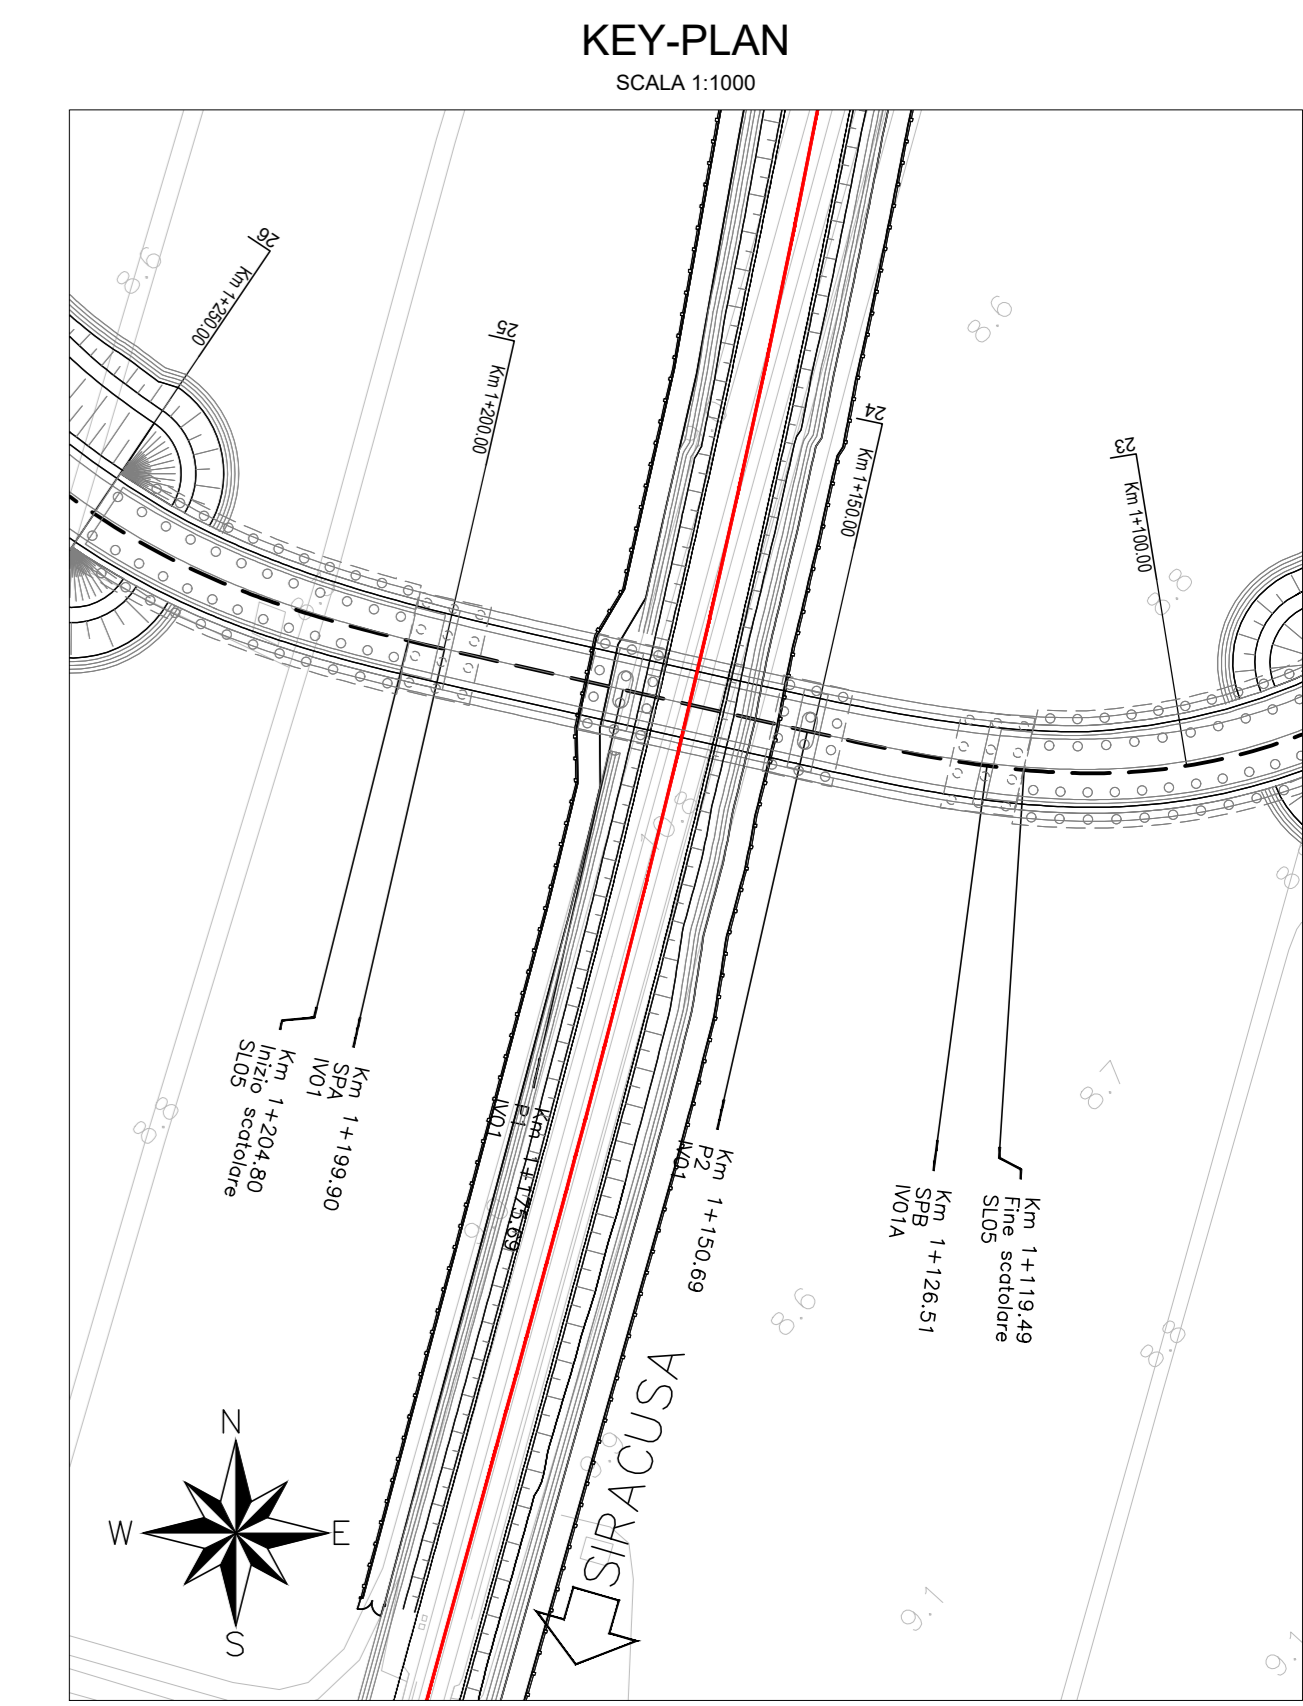 KEY-PLAN
SCALA 1:1000
26
Km 1+250.00
8.6
25
Km 1+200.00
8.6
24
Km 1+150.00
23
Km 1+100.00
8.8
10.8
Km 1+204.80
Inizio scatolare
SL05
Km 1+199.90
SPA
IV01
Km 1+175.69
P1
IV01
Km 1+150.69
P2
IV01
Km 1+126.51
SPB
IV01A
Km 1+119.49
Fine scatolare
SL05
8.8
8.7
8.6
8.8
SIRACUSA
9.1
9.1
N
W
E
S